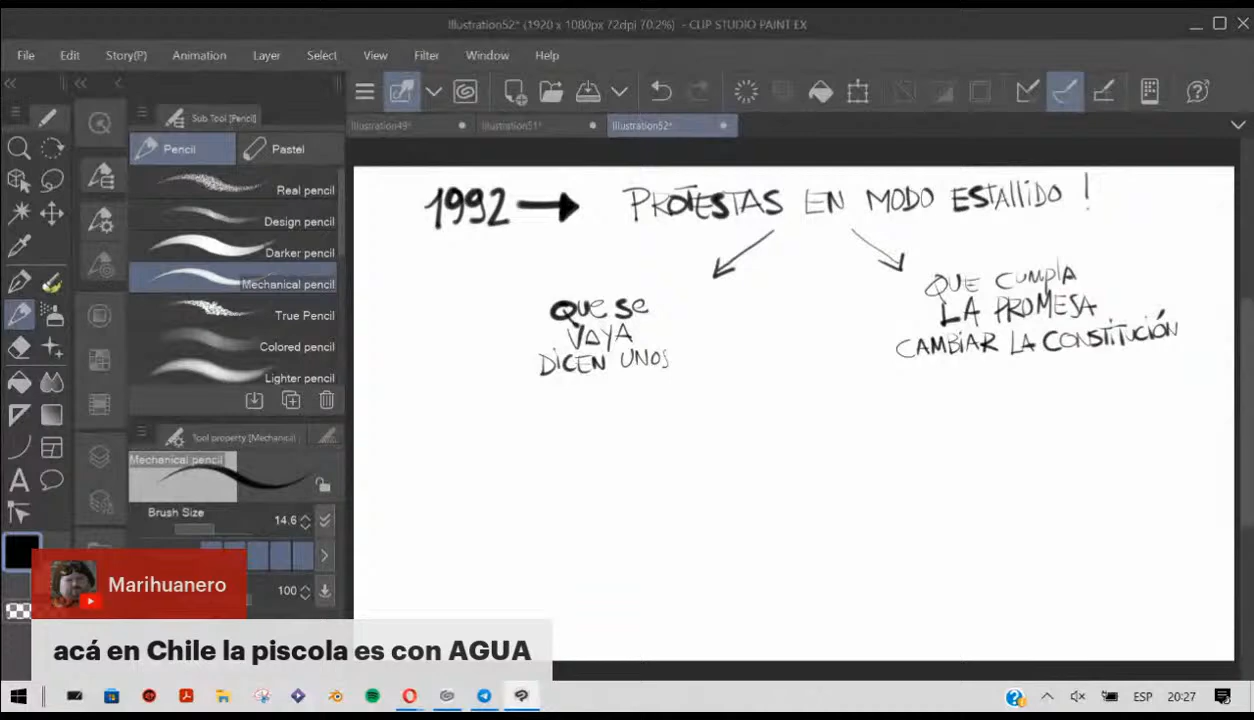 Illustration52* (1920 x 1080px 72dpi 70.2%) - CLIP STUDIO PAINT EX
File Edit Story(P) Animation Layer Select View Filter Window Help
Sub Tool [Pencil]
Illustration49* Illustration51* Illustration52*
Pencil Pastel
Real pencil
Design pencil
Darker pencil
Mechanical pencil
True Pencil
Colored pencil
Lighter pencil
Tool property [Mechanical
Mechanical pencil
Brush Size 14.6
100
1992 → PROTESTAS EN MODO ESTALLIDO !
QUE SE
VAYA
DICEN UNOS
QUE CUMPLA
LA PROMESA
CAMBIAR LA CONSTITUCIÓN
Marihuanero
acá en Chile la piscola es con AGUA
ESP 20:27